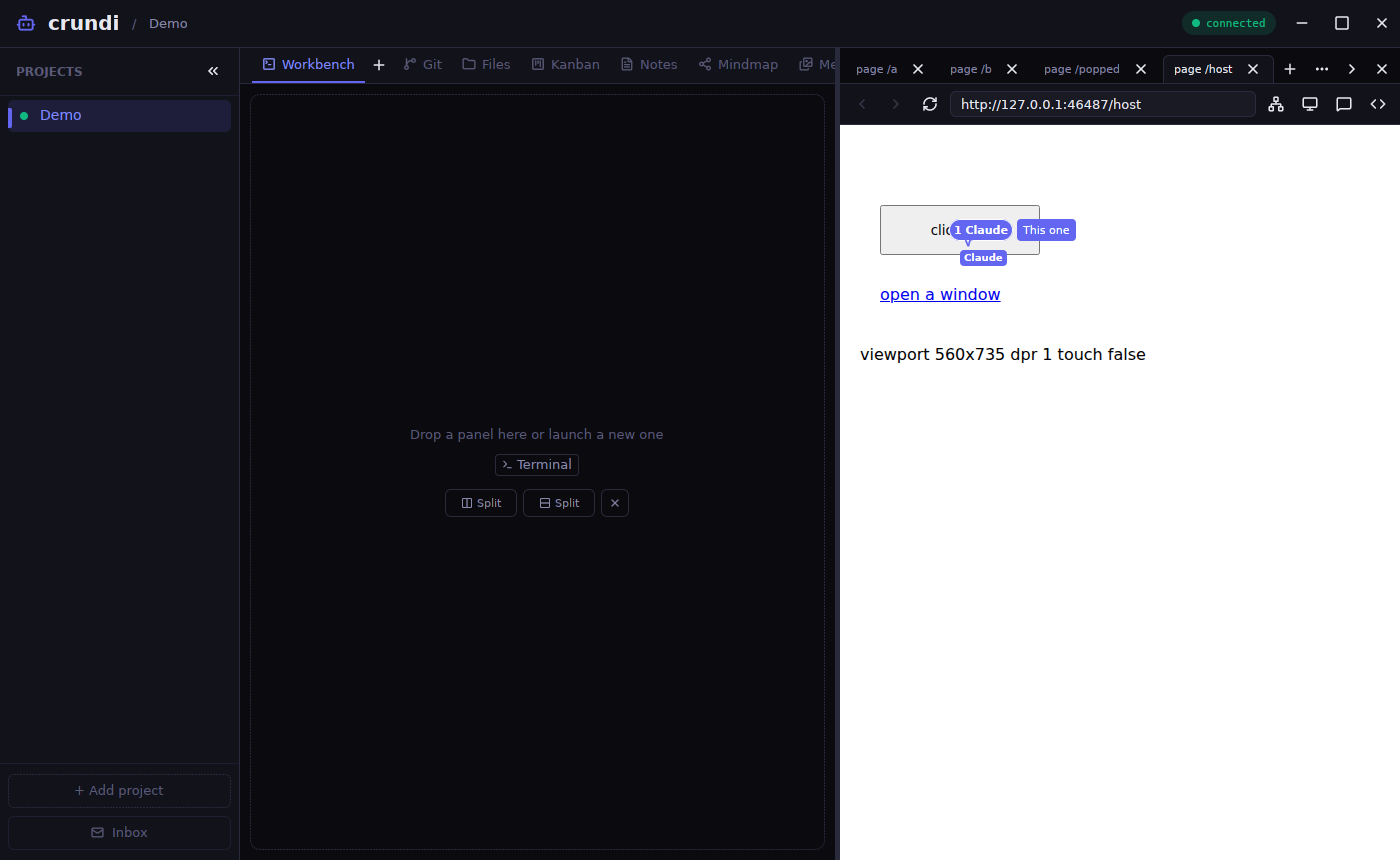 crundi / Demo
connected
PROJECTS
Demo
+ Add project
Inbox
Workbench
Git
Files
Kanban
Notes
Mindmap
Me
Drop a panel here or launch a new one
Terminal
Split
Split
page /a
page /b
page /popped
page /host
http://127.0.0.1:46487/host
clic
1 Claude
This one
Claude
open a window
viewport 560x735 dpr 1 touch false